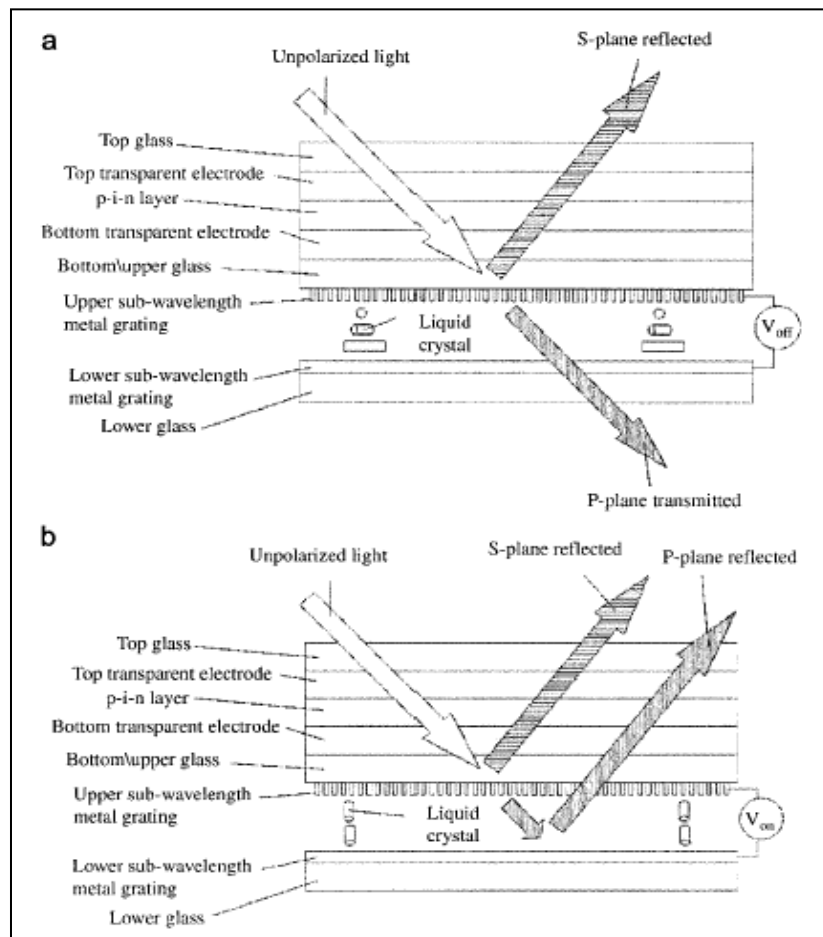 a
S-plane reflected
Unpolarized light
Top glass
Top transparent electrode
p-i-n layer
Bottom transparent electrode
Bottom\upper glass
Upper sub-wavelength
metal grating
Liquid
crystal
Voff
Lower sub-wavelength
metal grating
Lower glass
P-plane transmitted
b
Unpolarized light
S-plane reflected
P-plane reflected
Top glass
Top transparent electrode
p-i-n layer
Bottom transparent electrode
Bottom\upper glass
Upper sub-wavelength
metal grating
Liquid
crystal
Von
Lower sub-wavelength
metal grating
Lower glass